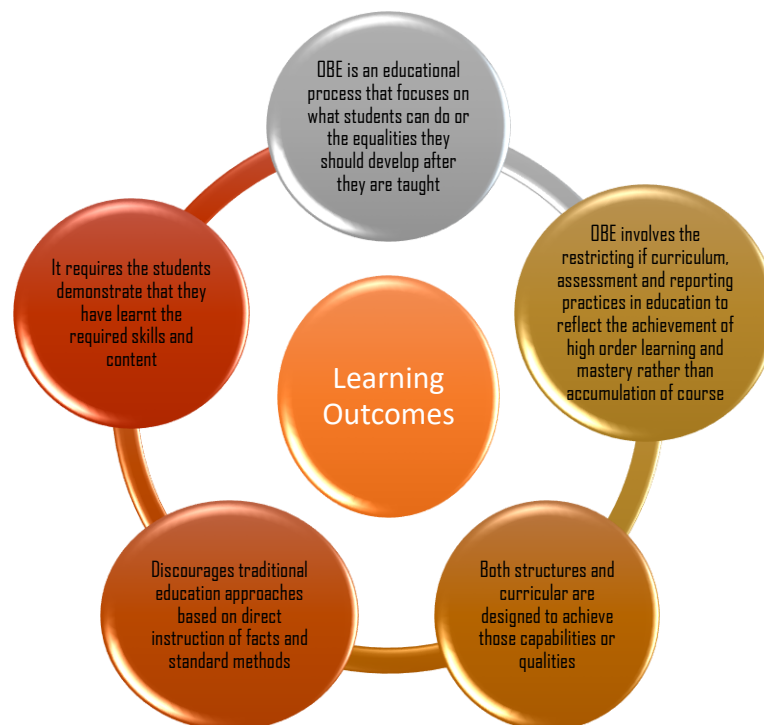 OBE is an educational
process that focuses on
what students can do or
the equalities they
should develop after
they are taught
OBE involves the
restricting if curriculum,
assessment and reporting
practices in education to
reflect the achievement of
high order learning and
mastery rather than
accumulation of course
Both structures and
curricular are
designed to achieve
those capabilities or
qualities
Discourages traditional
education approaches
based on direct
instruction of facts and
standard methods
It requires the students
demonstrate that they
have learnt the
required skills and
content
Learning
Outcomes